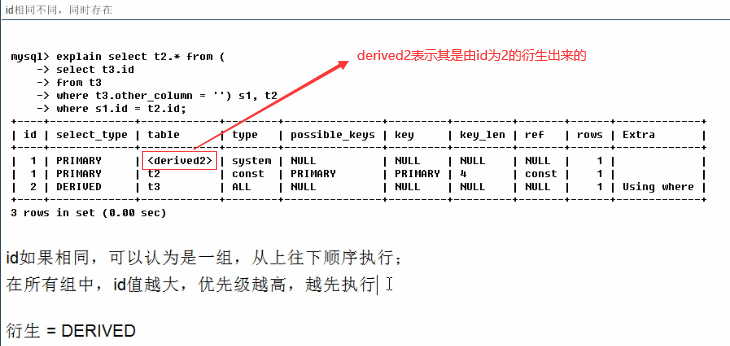 id相同不同，同时存在
mysql> explain select t2.* from (
-> select t3.id
-> from t3
-> where t3.other_column = '') s1, t2
-> where s1.id = t2.id;
derived2表示其是由id为2的衍生出来的
+----+-------------+------------+--------+---------------+---------+---------+-------+------+-------------+
| id | select_type | table | type | possible_keys | key | key_len | ref | rows | Extra |
+----+-------------+------------+--------+---------------+---------+---------+-------+------+-------------+
| 1 | PRIMARY | <derived2> | system | NULL | NULL | NULL | NULL | 1 | |
| 1 | PRIMARY | t2 | const | PRIMARY | PRIMARY | 4 | const | 1 | |
| 2 | DERIVED | t3 | ALL | NULL | NULL | NULL | NULL | 1 | Using where |
+----+-------------+------------+--------+---------------+---------+---------+-------+------+-------------+
3 rows in set (0.00 sec)
id如果相同，可以认为是一组，从上往下顺序执行；
在所有组中，id值越大，优先级越高，越先执行
衍生 = DERIVED